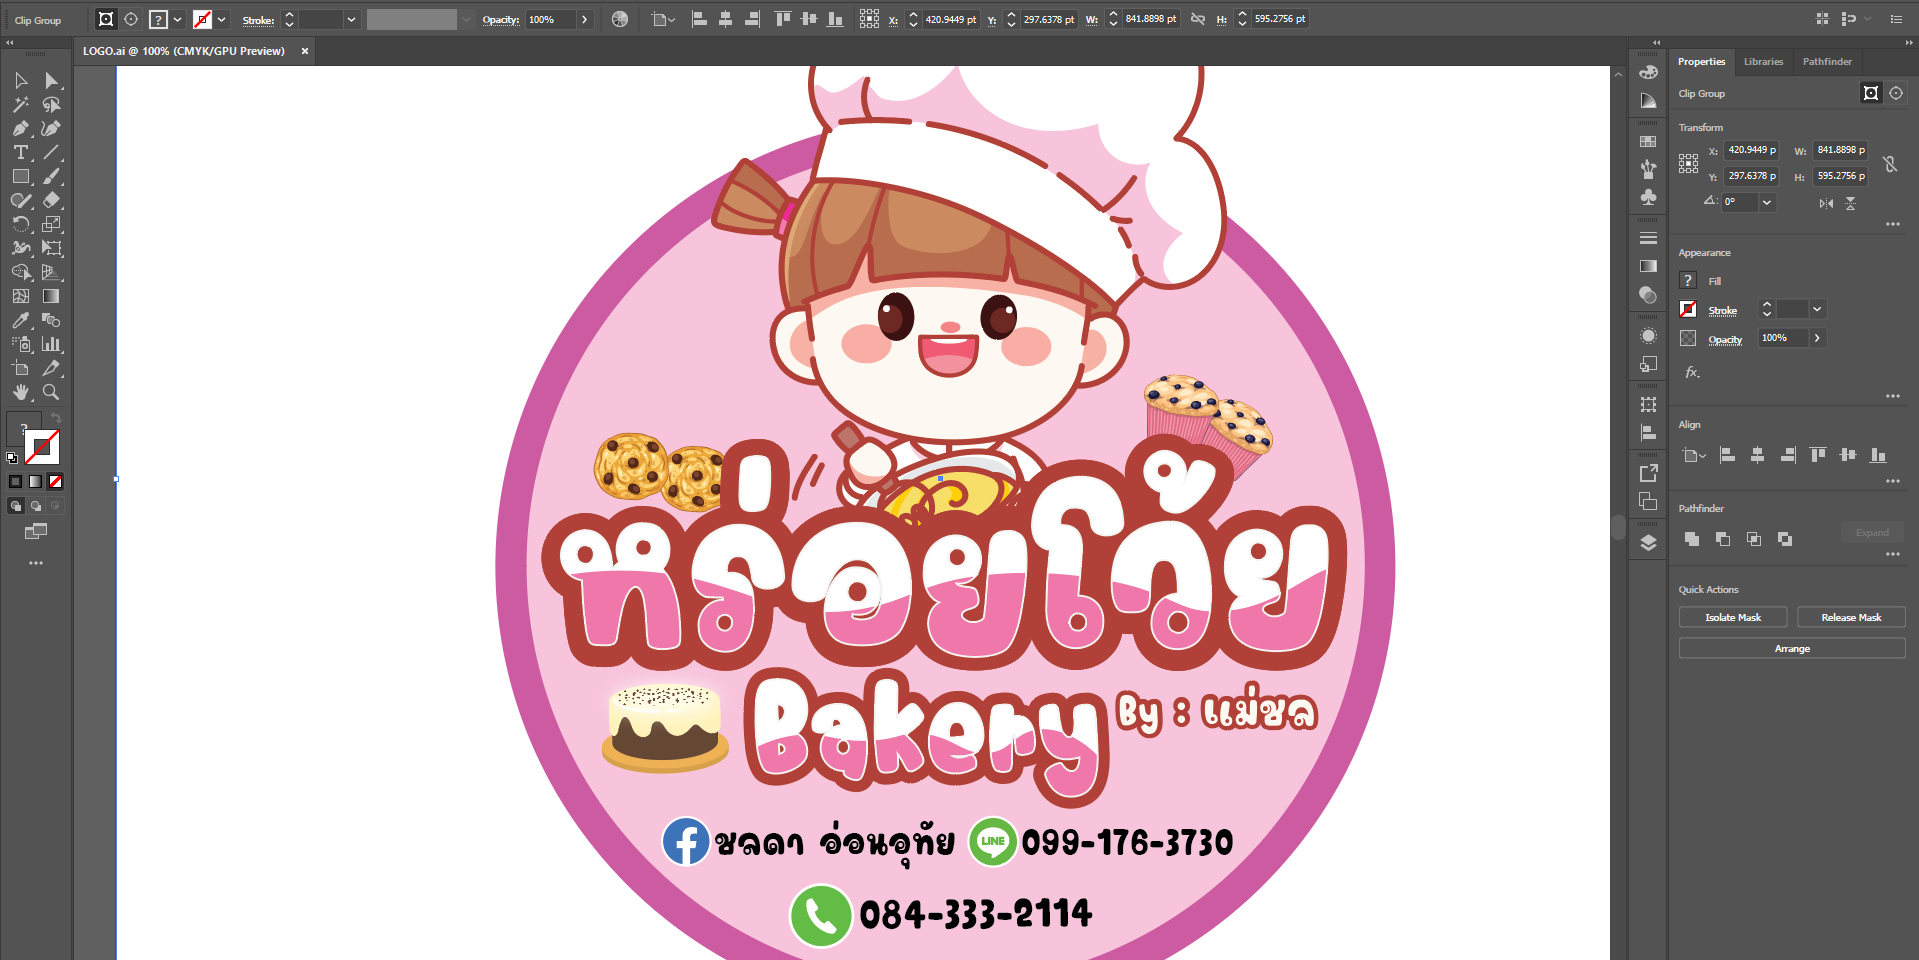 Clip Group
?
Stroke:
Opacity: 100%
X: 420.9449 pt Y: 297.6378 pt W: 841.8898 pt H: 595.2756 pt
LOGO.ai @ 100% (CMYK/GPU Preview) ×
Properties Libraries Pathfinder
Clip Group
Transform
X: 420.9449 p W: 841.8898 p
Y: 297.6378 p H: 595.2756 p
0°
Appearance
? Fill
Stroke
Opacity 100%
fx.
Align
Pathfinder
Expand
Quick Actions
Isolate Mask Release Mask
Arrange
?
หร่อยโก้ย
Bakery By : แม่ชล
f ชลดา อ่อนอุทัย LINE 099-176-3730
084-333-2114